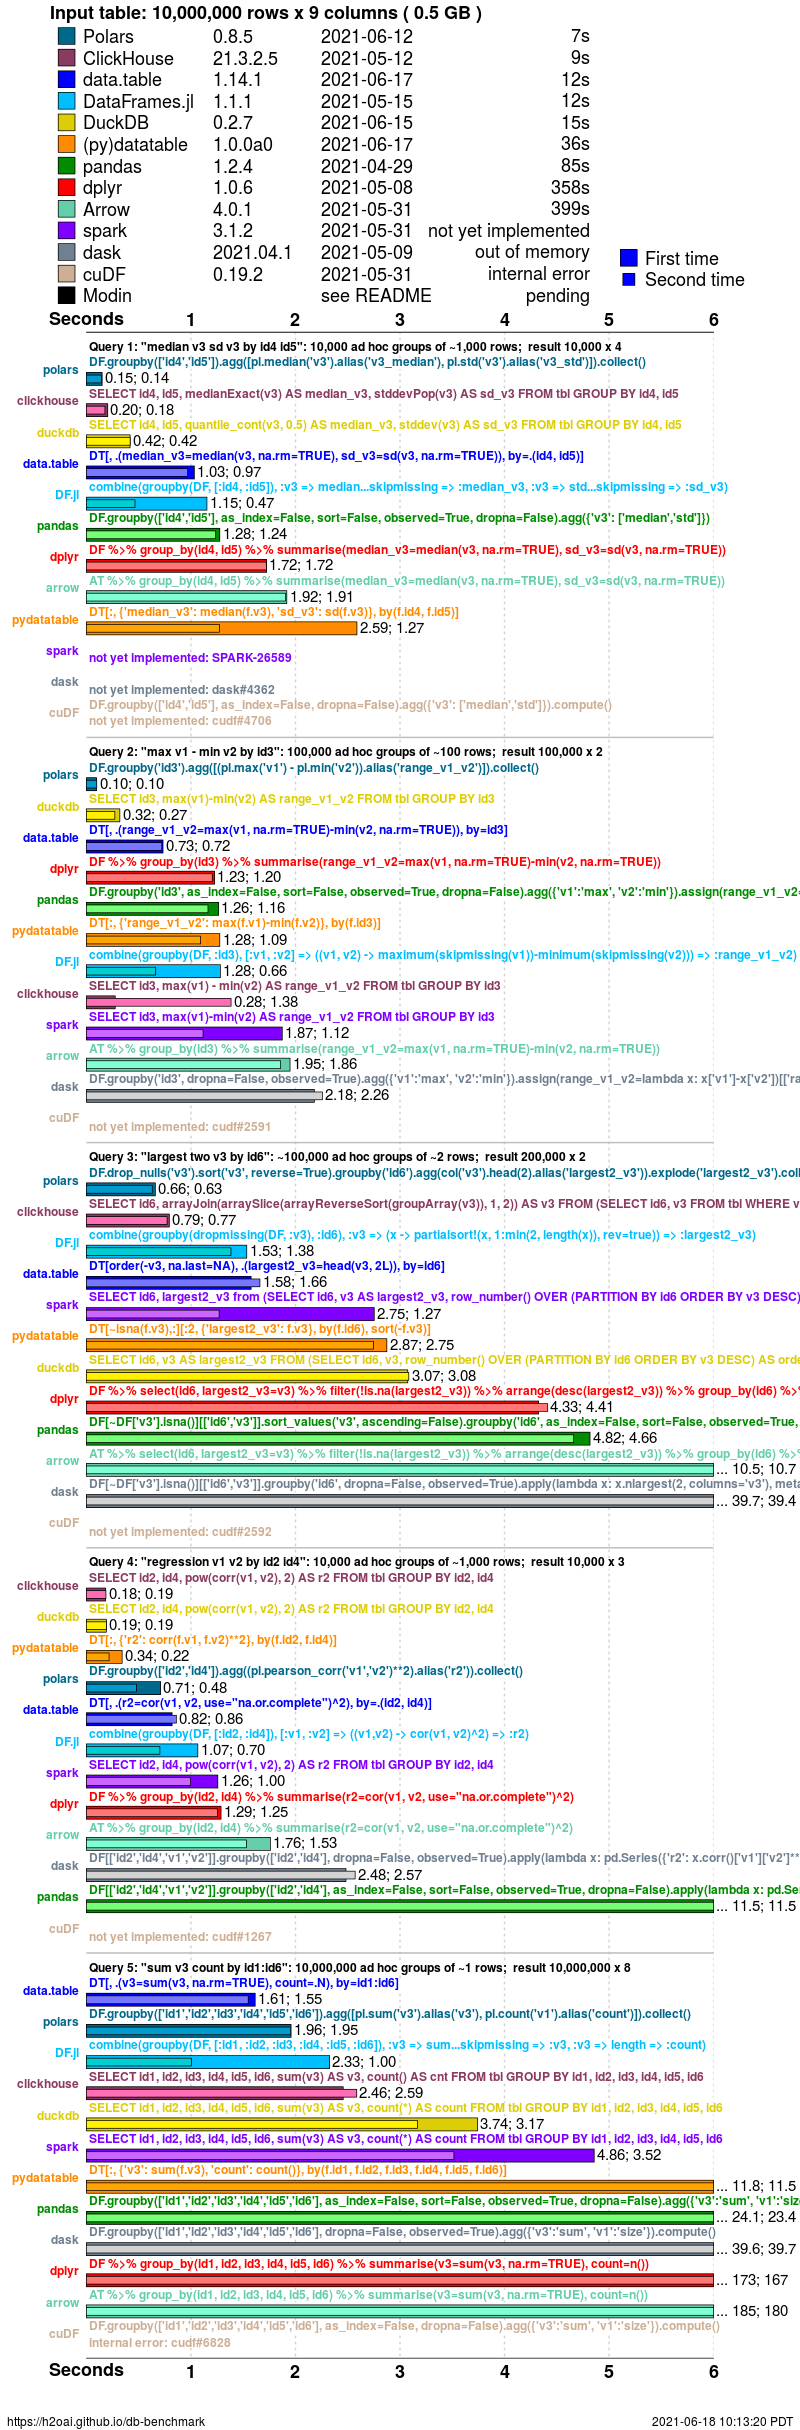 Input table: 10,000,000 rows x 9 columns ( 0.5 GB )
Polars 0.8.5 2021-06-12 7s
ClickHouse 21.3.2.5 2021-05-12 9s
data.table 1.14.1 2021-06-17 12s
DataFrames.jl 1.1.1 2021-05-15 12s
DuckDB 0.2.7 2021-06-15 15s
(py)datatable 1.0.0a0 2021-06-17 36s
pandas 1.2.4 2021-04-29 85s
dplyr 1.0.6 2021-05-08 358s
Arrow 4.0.1 2021-05-31 399s
spark 3.1.2 2021-05-31 not yet implemented
dask 2021.04.1 2021-05-09 out of memory
cuDF 0.19.2 2021-05-31 internal error
Modin see README pending
First time
Second time
Seconds 1 2 3 4 5 6
Query 1: "median v3 sd v3 by id4 id5": 10,000 ad hoc groups of ~1,000 rows; result 10,000 x 4
DF.groupby(['id4','id5']).agg([pl.median('v3').alias('v3_median'), pl.std('v3').alias('v3_std')]).collect()
polars 0.15; 0.14
SELECT id4, id5, medianExact(v3) AS median_v3, stddevPop(v3) AS sd_v3 FROM tbl GROUP BY id4, id5
clickhouse 0.20; 0.18
SELECT id4, id5, quantile_cont(v3, 0.5) AS median_v3, stddev(v3) AS sd_v3 FROM tbl GROUP BY id4, id5
duckdb 0.42; 0.42
DT[, .(median_v3=median(v3, na.rm=TRUE), sd_v3=sd(v3, na.rm=TRUE)), by=.(id4, id5)]
data.table 1.03; 0.97
combine(groupby(DF, [:id4, :id5]), :v3 => median...skipmissing => :median_v3, :v3 => std...skipmissing => :sd_v3)
DF.jl 1.15; 0.47
DF.groupby(['id4','id5'], as_index=False, sort=False, observed=True, dropna=False).agg({'v3': ['median','std']})
pandas 1.28; 1.24
DF %>% group_by(id4, id5) %>% summarise(median_v3=median(v3, na.rm=TRUE), sd_v3=sd(v3, na.rm=TRUE))
dplyr 1.72; 1.72
AT %>% group_by(id4, id5) %>% summarise(median_v3=median(v3, na.rm=TRUE), sd_v3=sd(v3, na.rm=TRUE))
arrow 1.92; 1.91
DT[:, {'median_v3': median(f.v3), 'sd_v3': sd(f.v3)}, by(f.id4, f.id5)]
pydatatable 2.59; 1.27
spark not yet implemented: SPARK-26589
dask not yet implemented: dask#4362
DF.groupby(['id4','id5'], as_index=False, dropna=False).agg({'v3': ['median','std']}).compute()
cuDF not yet implemented: cudf#4706
Query 2: "max v1 - min v2 by id3": 100,000 ad hoc groups of ~100 rows; result 100,000 x 2
DF.groupby('id3').agg([(pl.max('v1') - pl.min('v2')).alias('range_v1_v2')]).collect()
polars 0.10; 0.10
SELECT id3, max(v1)-min(v2) AS range_v1_v2 FROM tbl GROUP BY id3
duckdb 0.32; 0.27
DT[, .(range_v1_v2=max(v1, na.rm=TRUE)-min(v2, na.rm=TRUE)), by=id3]
data.table 0.73; 0.72
DF %>% group_by(id3) %>% summarise(range_v1_v2=max(v1, na.rm=TRUE)-min(v2, na.rm=TRUE))
dplyr 1.23; 1.20
DF.groupby('id3', as_index=False, sort=False, observed=True, dropna=False).agg({'v1':'max', 'v2':'min'}).assign(range_v1_v2=
pandas 1.26; 1.16
DT[:, {'range_v1_v2': max(f.v1)-min(f.v2)}, by(f.id3)]
pydatatable 1.28; 1.09
combine(groupby(DF, :id3), [:v1, :v2] => ((v1, v2) -> maximum(skipmissing(v1))-minimum(skipmissing(v2))) => :range_v1_v2)
DF.jl 1.28; 0.66
SELECT id3, max(v1) - min(v2) AS range_v1_v2 FROM tbl GROUP BY id3
clickhouse 0.28; 1.38
SELECT id3, max(v1)-min(v2) AS range_v1_v2 FROM tbl GROUP BY id3
spark 1.87; 1.12
AT %>% group_by(id3) %>% summarise(range_v1_v2=max(v1, na.rm=TRUE)-min(v2, na.rm=TRUE))
arrow 1.95; 1.86
DF.groupby('id3', dropna=False, observed=True).agg({'v1':'max', 'v2':'min'}).assign(range_v1_v2=lambda x: x['v1']-x['v2'])[['ra
dask 2.18; 2.26
cuDF not yet implemented: cudf#2591
Query 3: "largest two v3 by id6": ~100,000 ad hoc groups of ~2 rows; result 200,000 x 2
DF.drop_nulls('v3').sort('v3', reverse=True).groupby('id6').agg(col('v3').head(2).alias('largest2_v3')).explode('largest2_v3').coll
polars 0.66; 0.63
SELECT id6, arrayJoin(arraySlice(arrayReverseSort(groupArray(v3)), 1, 2)) AS v3 FROM (SELECT id6, v3 FROM tbl WHERE v
clickhouse 0.79; 0.77
combine(groupby(dropmissing(DF, :v3), :id6), :v3 => (x -> partialsort!(x, 1:min(2, length(x)), rev=true)) => :largest2_v3)
DF.jl 1.53; 1.38
DT[order(-v3, na.last=NA), .(largest2_v3=head(v3, 2L)), by=id6]
data.table 1.58; 1.66
SELECT id6, largest2_v3 from (SELECT id6, v3 AS largest2_v3, row_number() OVER (PARTITION BY id6 ORDER BY v3 DESC)
spark 2.75; 1.27
DT[~isna(f.v3),:][:2, {'largest2_v3': f.v3}, by(f.id6), sort(-f.v3)]
pydatatable 2.87; 2.75
SELECT id6, v3 AS largest2_v3 FROM (SELECT id6, v3, row_number() OVER (PARTITION BY id6 ORDER BY v3 DESC) AS orde
duckdb 3.07; 3.08
DF %>% select(id6, largest2_v3=v3) %>% filter(!is.na(largest2_v3)) %>% arrange(desc(largest2_v3)) %>% group_by(id6) %>%
dplyr 4.33; 4.41
DF[~DF['v3'].isna()][['id6','v3']].sort_values('v3', ascending=False).groupby('id6', as_index=False, sort=False, observed=True,
pandas 4.82; 4.66
AT %>% select(id6, largest2_v3=v3) %>% filter(!is.na(largest2_v3)) %>% arrange(desc(largest2_v3)) %>% group_by(id6) %>%
arrow ... 10.5; 10.7
DF[~DF['v3'].isna()][['id6','v3']].groupby('id6', dropna=False, observed=True).apply(lambda x: x.nlargest(2, columns='v3'), meta
dask ... 39.7; 39.4
cuDF not yet implemented: cudf#2592
Query 4: "regression v1 v2 by id2 id4": 10,000 ad hoc groups of ~1,000 rows; result 10,000 x 3
SELECT id2, id4, pow(corr(v1, v2), 2) AS r2 FROM tbl GROUP BY id2, id4
clickhouse 0.18; 0.19
SELECT id2, id4, pow(corr(v1, v2), 2) AS r2 FROM tbl GROUP BY id2, id4
duckdb 0.19; 0.19
DT[:, {'r2': corr(f.v1, f.v2)**2}, by(f.id2, f.id4)]
pydatatable 0.34; 0.22
DF.groupby(['id2','id4']).agg((pl.pearson_corr('v1','v2')**2).alias('r2')).collect()
polars 0.71; 0.48
DT[, .(r2=cor(v1, v2, use="na.or.complete")^2), by=.(id2, id4)]
data.table 0.82; 0.86
combine(groupby(DF, [:id2, :id4]), [:v1, :v2] => ((v1,v2) -> cor(v1, v2)^2) => :r2)
DF.jl 1.07; 0.70
SELECT id2, id4, pow(corr(v1, v2), 2) AS r2 FROM tbl GROUP BY id2, id4
spark 1.26; 1.00
DF %>% group_by(id2, id4) %>% summarise(r2=cor(v1, v2, use="na.or.complete")^2)
dplyr 1.29; 1.25
AT %>% group_by(id2, id4) %>% summarise(r2=cor(v1, v2, use="na.or.complete")^2)
arrow 1.76; 1.53
DF[['id2','id4','v1','v2']].groupby(['id2','id4'], dropna=False, observed=True).apply(lambda x: pd.Series({'r2': x.corr()['v1']['v2']**
dask 2.48; 2.57
DF[['id2','id4','v1','v2']].groupby(['id2','id4'], as_index=False, sort=False, observed=True, dropna=False).apply(lambda x: pd.Se
pandas ... 11.5; 11.5
cuDF not yet implemented: cudf#1267
Query 5: "sum v3 count by id1:id6": 10,000,000 ad hoc groups of ~1 rows; result 10,000,000 x 8
DT[, .(v3=sum(v3, na.rm=TRUE), count=.N), by=id1:id6]
data.table 1.61; 1.55
DF.groupby(['id1','id2','id3','id4','id5','id6']).agg([pl.sum('v3').alias('v3'), pl.count('v1').alias('count')]).collect()
polars 1.96; 1.95
combine(groupby(DF, [:id1, :id2, :id3, :id4, :id5, :id6]), :v3 => sum...skipmissing => :v3, :v3 => length => :count)
DF.jl 2.33; 1.00
SELECT id1, id2, id3, id4, id5, id6, sum(v3) AS v3, count() AS cnt FROM tbl GROUP BY id1, id2, id3, id4, id5, id6
clickhouse 2.46; 2.59
SELECT id1, id2, id3, id4, id5, id6, sum(v3) AS v3, count(*) AS count FROM tbl GROUP BY id1, id2, id3, id4, id5, id6
duckdb 3.74; 3.17
SELECT id1, id2, id3, id4, id5, id6, sum(v3) AS v3, count(*) AS count FROM tbl GROUP BY id1, id2, id3, id4, id5, id6
spark 4.86; 3.52
DT[:, {'v3': sum(f.v3), 'count': count()}, by(f.id1, f.id2, f.id3, f.id4, f.id5, f.id6)]
pydatatable ... 11.8; 11.5
DF.groupby(['id1','id2','id3','id4','id5','id6'], as_index=False, sort=False, observed=True, dropna=False).agg({'v3':'sum', 'v1':'size
pandas ... 24.1; 23.4
DF.groupby(['id1','id2','id3','id4','id5','id6'], dropna=False, observed=True).agg({'v3':'sum', 'v1':'size'}).compute()
dask ... 39.6; 39.7
DF %>% group_by(id1, id2, id3, id4, id5, id6) %>% summarise(v3=sum(v3, na.rm=TRUE), count=n())
dplyr ... 173; 167
AT %>% group_by(id1, id2, id3, id4, id5, id6) %>% summarise(v3=sum(v3, na.rm=TRUE), count=n())
arrow ... 185; 180
DF.groupby(['id1','id2','id3','id4','id5','id6'], as_index=False, dropna=False).agg({'v3':'sum', 'v1':'size'}).compute()
cuDF internal error: cudf#6828
Seconds 1 2 3 4 5 6
https://h2oai.github.io/db-benchmark 2021-06-18 10:13:20 PDT